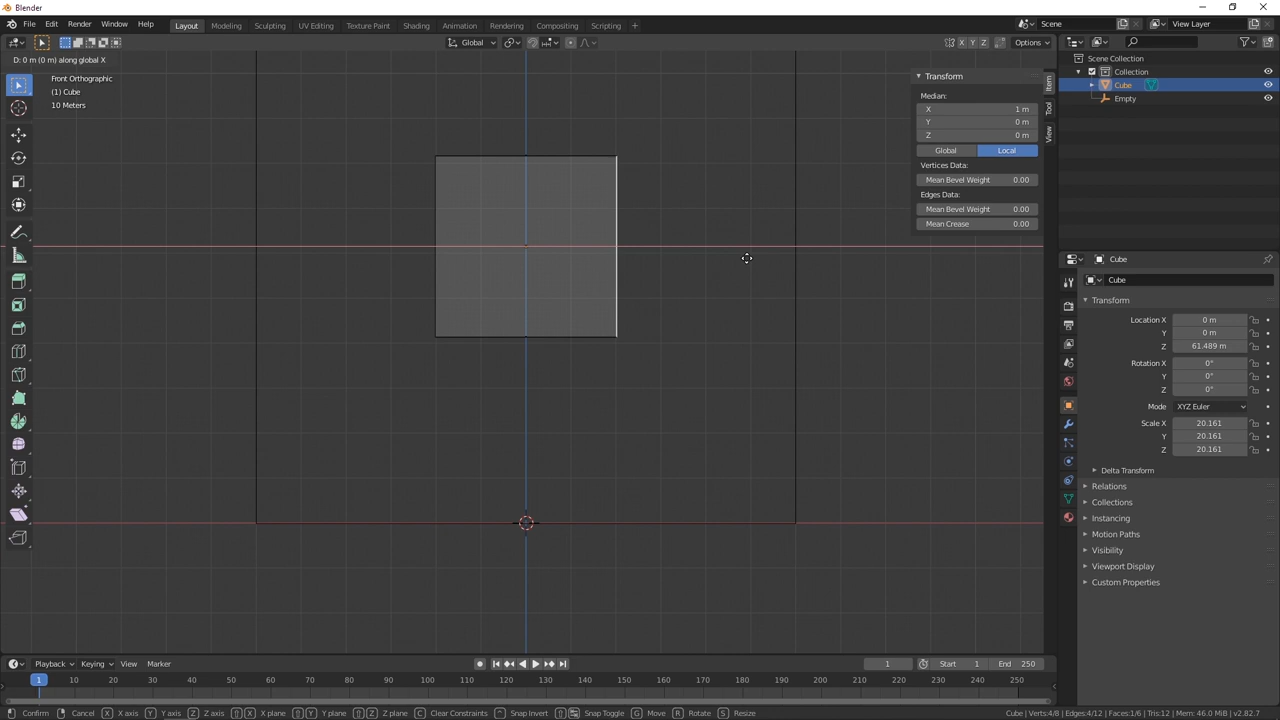 Blender
File Edit Render Window Help Layout Modeling Sculpting UV Editing Texture Paint Shading Animation Rendering Compositing Scripting + Scene View Layer
Global X Y Z Options
D: 0 m (0 m) along global X
Front Orthographic
(1) Cube
10 Meters
Transform
Median:
X 1 m
Y 0 m
Z 0 m
Global Local
Vertices Data:
Mean Bevel Weight 0.00
Edges Data:
Mean Bevel Weight 0.00
Mean Crease 0.00
Item
Tool
View
Scene Collection
Collection
Cube
Empty
Cube
Cube
Transform
Location X 0 m
Y 0 m
Z 61.489 m
Rotation X 0°
Y 0°
Z 0°
Mode XYZ Euler
Scale X 20.161
Y 20.161
Z 20.161
Delta Transform
Relations
Collections
Instancing
Motion Paths
Visibility
Viewport Display
Custom Properties
Playback Keying View Marker 1 Start 1 End 250
1 10 20 30 40 50 60 70 80 90 100 110 120 130 140 150 160 170 180 190 200 210 220 230 240 250
Confirm Cancel X X axis Y Y axis Z Z axis X X plane Y Y plane Z Z plane C Clear Constraints Snap Invert Snap Toggle G Move R Rotate S Resize Cube | Verts:4/8 | Edges:4/12 | Faces:1/6 | Tris:12 | Mem: 46.0 MiB | v2.82.7